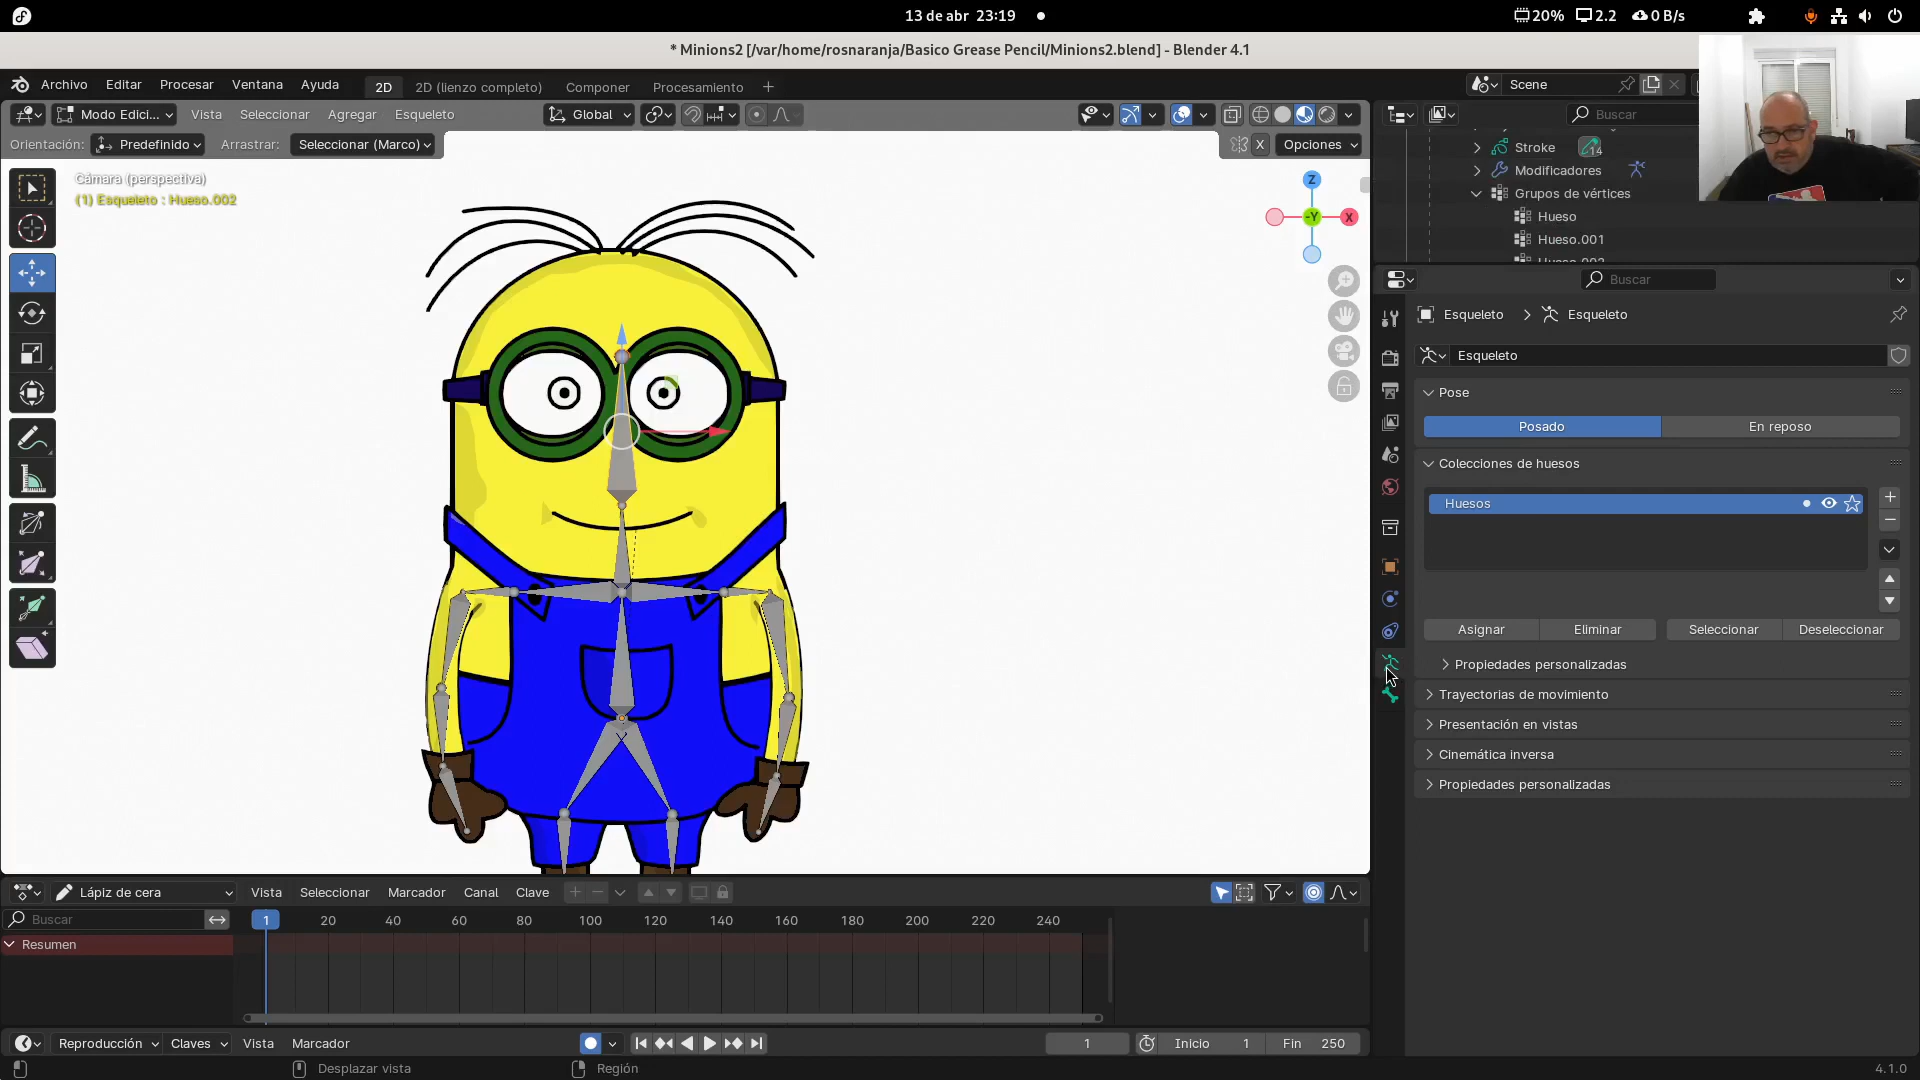 13 de abr 23:19
20%
2.2
0 B/s
* Minions2 [/var/home/rosnaranja/Basico Grease Pencil/Minions2.blend] - Blender 4.1
Archivo Editar Procesar Ventana Ayuda
2D
2D (lienzo completo)
Componer
Procesamiento
Scene
Modo Edici...
Vista
Seleccionar
Agregar
Esqueleto
Global
Buscar
Orientación:
Predefinido
Arrastrar:
Seleccionar (Marco)
X
Opciones
Stroke
14
Modificadores
Grupos de vértices
Hueso
Hueso.001
Cámara (perspectiva)
(1) Esqueleto : Hueso.002
Z
-Y
X
Buscar
Esqueleto
Esqueleto
Esqueleto
Pose
Posado
En reposo
Colecciones de huesos
Huesos
Asignar
Eliminar
Seleccionar
Deseleccionar
Propiedades personalizadas
Trayectorias de movimiento
Presentación en vistas
Cinemática inversa
Propiedades personalizadas
Lápiz de cera
Vista
Seleccionar
Marcador
Canal
Clave
Buscar
1 20 40 60 80 100 120 140 160 180 200 220 240
Resumen
Reproducción
Claves
Vista
Marcador
1
Inicio 1
Fin 250
Desplazar vista
Región
4.1.0